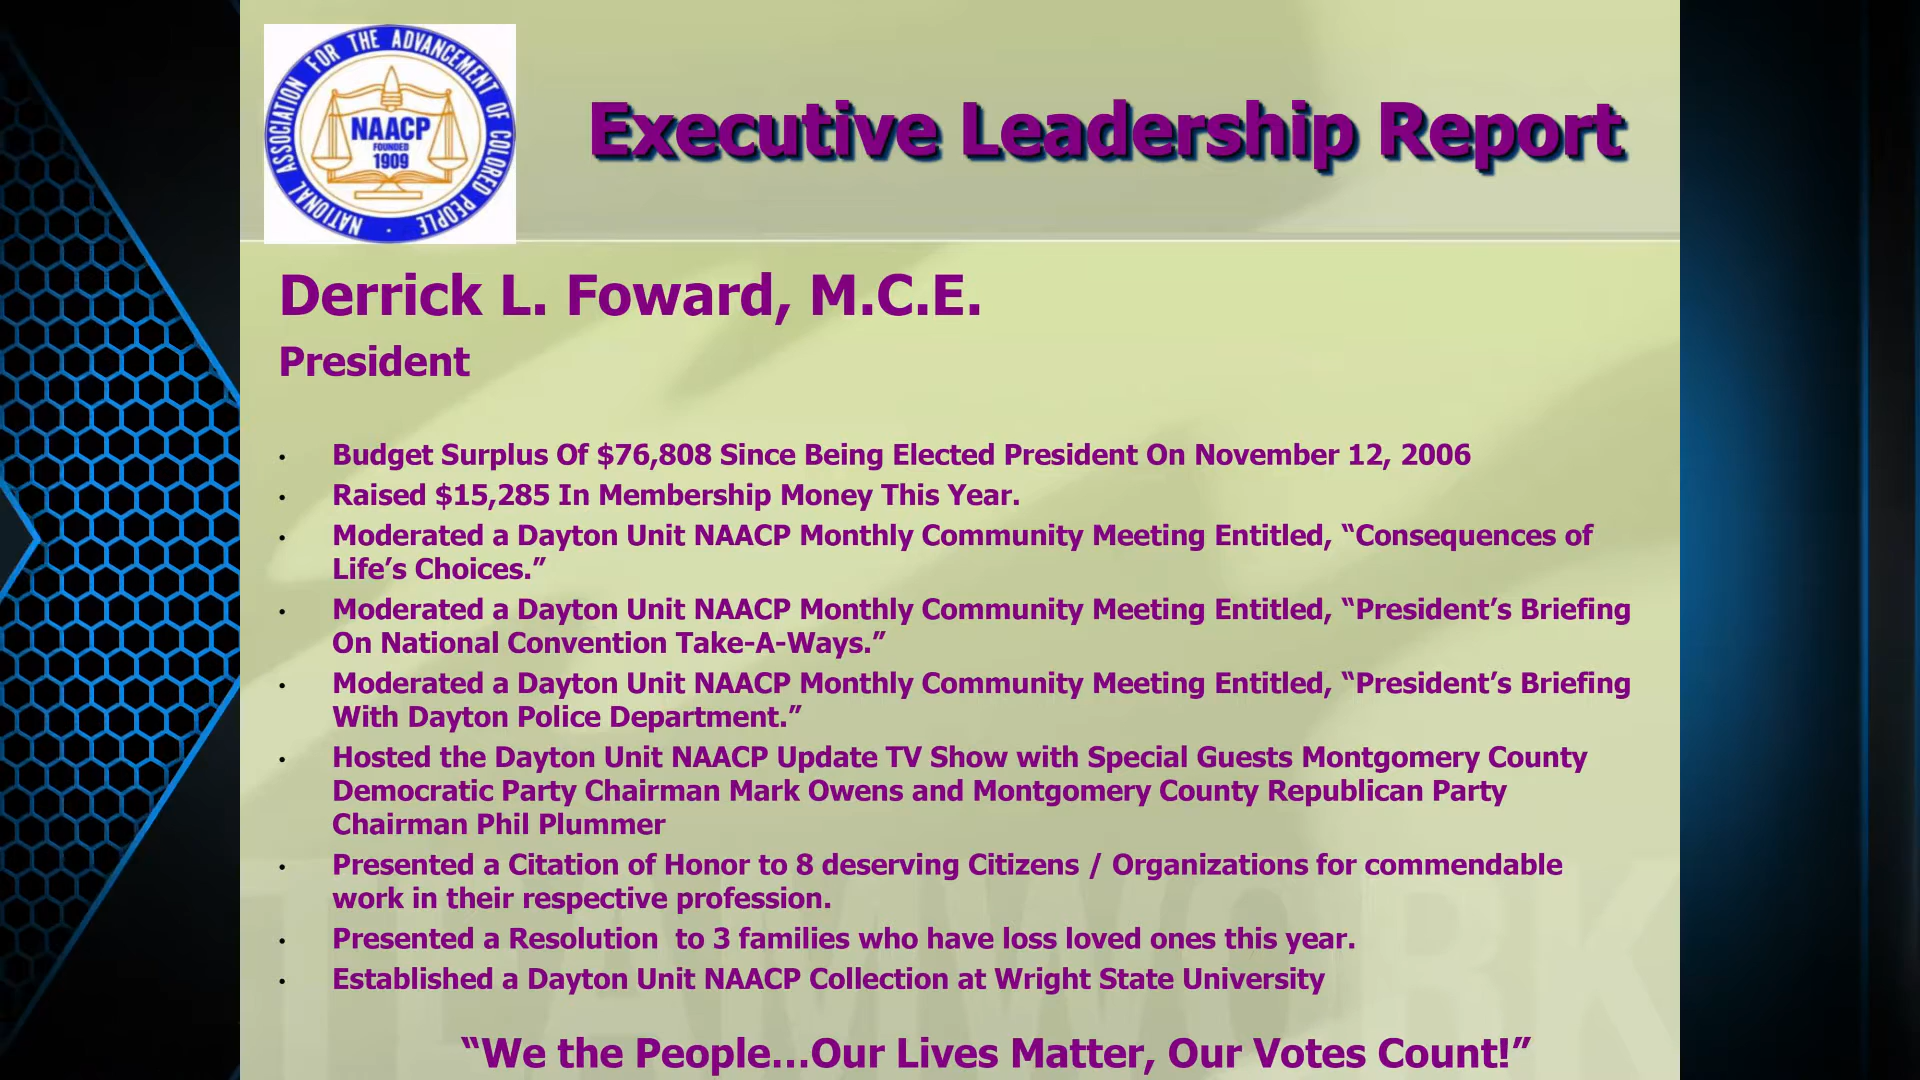 NATIONAL ASSOCIATION FOR THE ADVANCEMENT OF COLORED PEOPLE
NAACP
FOUNDED
1909
Executive Leadership Report
Derrick L. Foward, M.C.E.
President
• Budget Surplus Of $76,808 Since Being Elected President On November 12, 2006
• Raised $15,285 In Membership Money This Year.
• Moderated a Dayton Unit NAACP Monthly Community Meeting Entitled, “Consequences of
Life’s Choices.”
• Moderated a Dayton Unit NAACP Monthly Community Meeting Entitled, “President’s Briefing
On National Convention Take-A-Ways.”
• Moderated a Dayton Unit NAACP Monthly Community Meeting Entitled, “President’s Briefing
With Dayton Police Department.”
• Hosted the Dayton Unit NAACP Update TV Show with Special Guests Montgomery County
Democratic Party Chairman Mark Owens and Montgomery County Republican Party
Chairman Phil Plummer
• Presented a Citation of Honor to 8 deserving Citizens / Organizations for commendable
work in their respective profession.
• Presented a Resolution  to 3 families who have loss loved ones this year.
• Established a Dayton Unit NAACP Collection at Wright State University
TEAMWORK
“We the People…Our Lives Matter, Our Votes Count!”